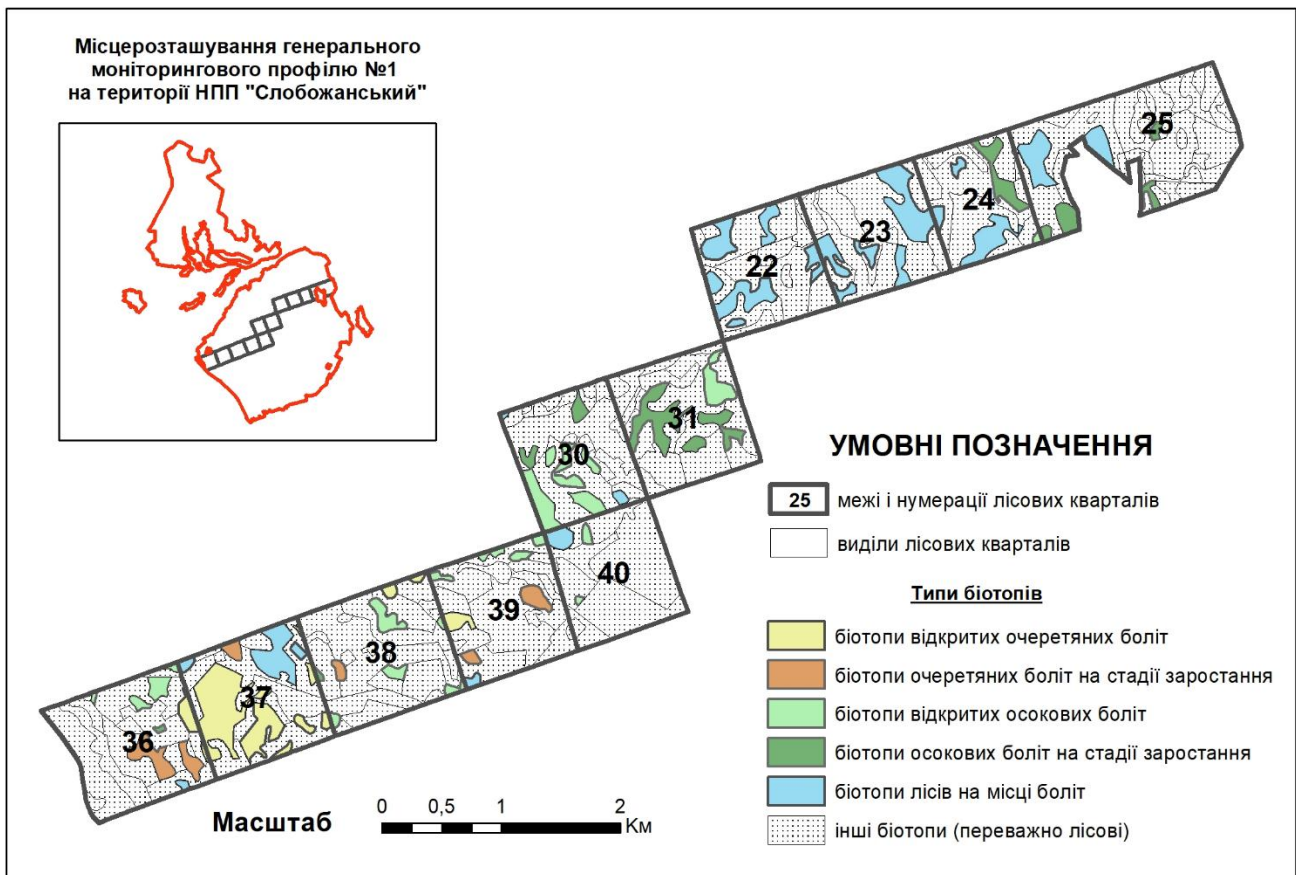 Місцерозташування генерального
моніторингового профілю №1
на території НПП "Слобожанський"
25
24
23
22
31
30
40
39
38
37
36
УМОВНІ ПОЗНАЧЕННЯ
25 межі і нумерації лісових кварталів
виділи лісових кварталів
Типи біотопів
біотопи відкритих очеретяних боліт
біотопи очеретяних боліт на стадії заростання
біотопи відкритих осокових боліт
біотопи осокових боліт на стадії заростання
біотопи лісів на місці боліт
інші біотопи (переважно лісові)
Масштаб
0 0,5 1 2
Км